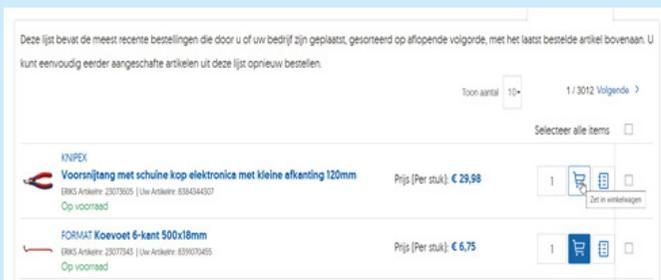 Deze lijst bevat de meest recente bestellingen die door u of uw bedrijf zijn geplaatst, gesorteerd op aflopende volgorde, met het laatst bestelde artikel bovenaan. U
kunt eenvoudig eerder aangeschafte artikelen uit deze lijst opnieuw bestellen.
Toon aantal 10 1 / 3012 Volgende >
Selecteer alle items
KNIPEX
Voorsnijtang met schuine kop elektronica met kleine afkanting 120mm
Prijs (Per stuk): € 29,98 1
ERIKS Artikelnr: 23073605 | Uw Artikelnr: 8384344307
Zet in winkelwagen
Op voorraad
FORMAT Koevoet 6-kant 500x18mm
Prijs (Per stuk): € 6,75 1
ERIKS Artikelnr: 23077343 | Uw Artikelnr: 8391070455
Op voorraad